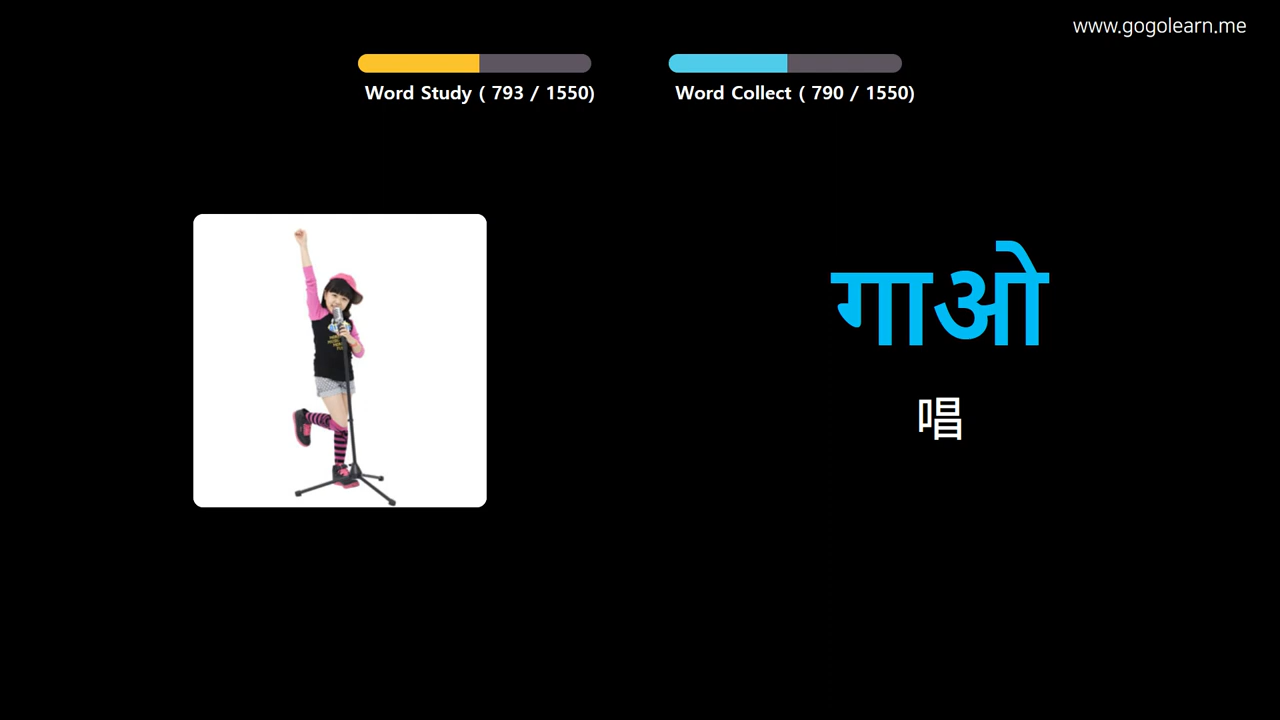 www.gogolearn.me
Word Study ( 793 / 1550)
Word Collect ( 790 / 1550)
गाओ
唱